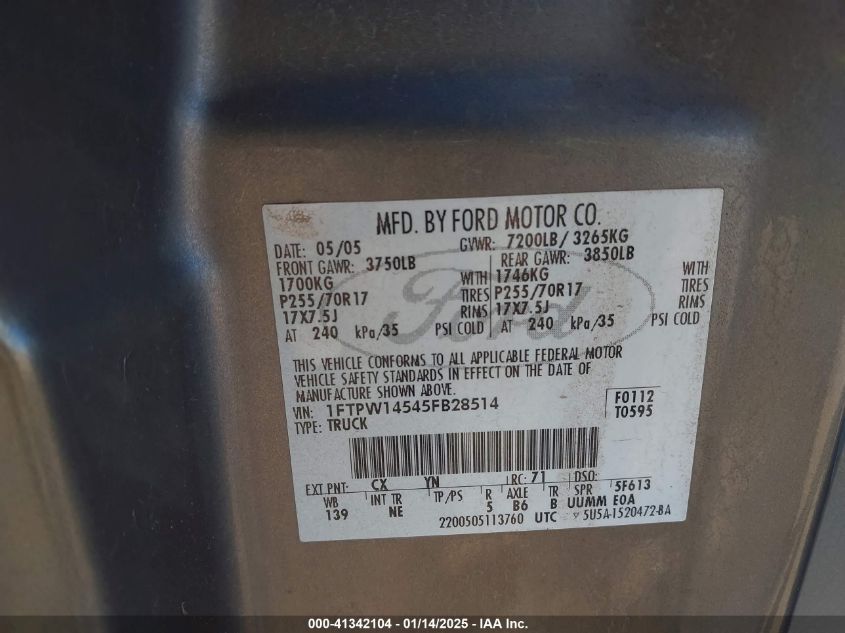 MFD. BY FORD MOTOR CO.
DATE: 05/05 GVWR: 7200LB/ 3265KG
FRONT GAWR: 3750LB REAR GAWR: 3850LB
1700KG WITH 1746KG WITH
P255/70R17 TIRES P255/70R17 TIRES
17X7.5J RIMS 17X7.5J RIMS
AT 240 kPa/35 PSI COLD AT 240 kPa/35 PSI COLD
Ford
THIS VEHICLE CONFORMS TO ALL APPLICABLE FEDERAL MOTOR
VEHICLE SAFETY STANDARDS IN EFFECT ON THE DATE OF
MANUFACTURE SHOWN ABOVE.
VIN: 1FTPW14545FB28514 F0112
TYPE: TRUCK T0595
EXT PNT: CX YN RC: 71 DSO:
WB INT TR TP/PS R AXLE TR SPR 5F613
139 NE 5 B6 B UUMM E0A
2200505113760 UTC 5U5A-1520472-BA
000-41342104 - 01/14/2025 - IAA Inc.